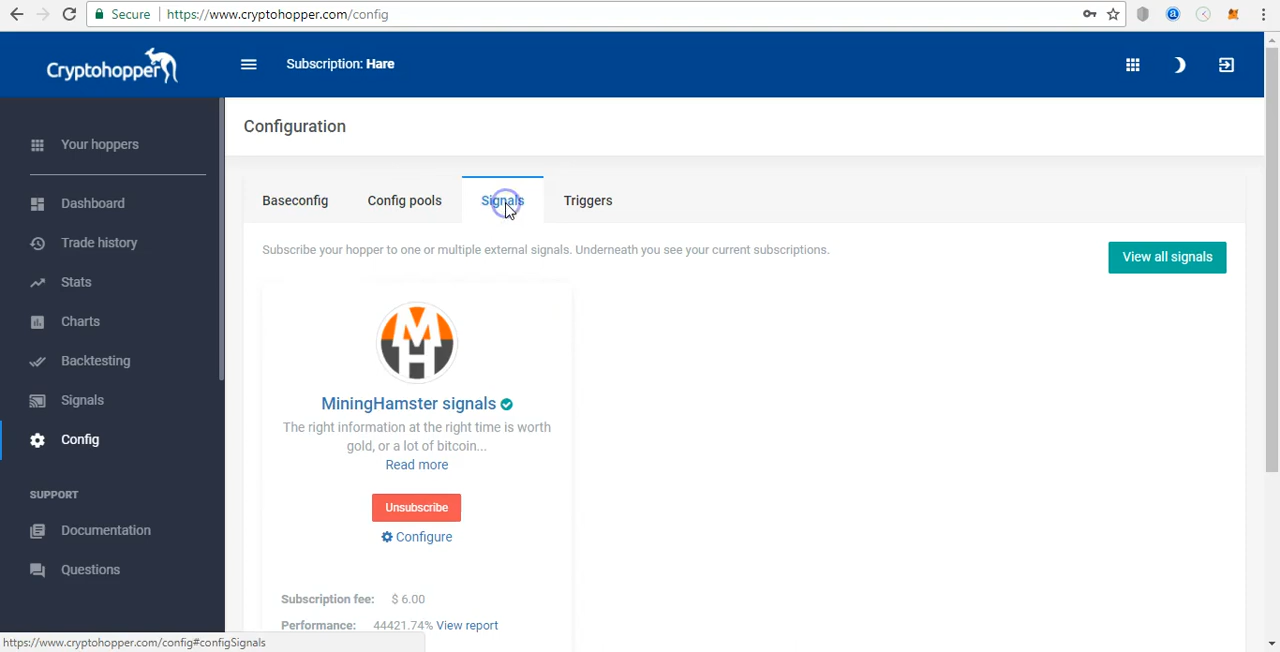 Secure
https://www.cryptohopper.com/config
Cryptohopper
Subscription: Hare
Your hoppers
Dashboard
Trade history
Stats
Charts
Backtesting
Signals
Config
SUPPORT
Documentation
Questions
Configuration
Baseconfig
Config pools
Signals
Triggers
Subscribe your hopper to one or multiple external signals. Underneath you see your current subscriptions.
View all signals
MH
MiningHamster signals
The right information at the right time is worth
gold, or a lot of bitcoin...
Read more
Unsubscribe
Configure
Subscription fee: $ 6.00
Performance: 44421.74% View report
https://www.cryptohopper.com/config#configSignals